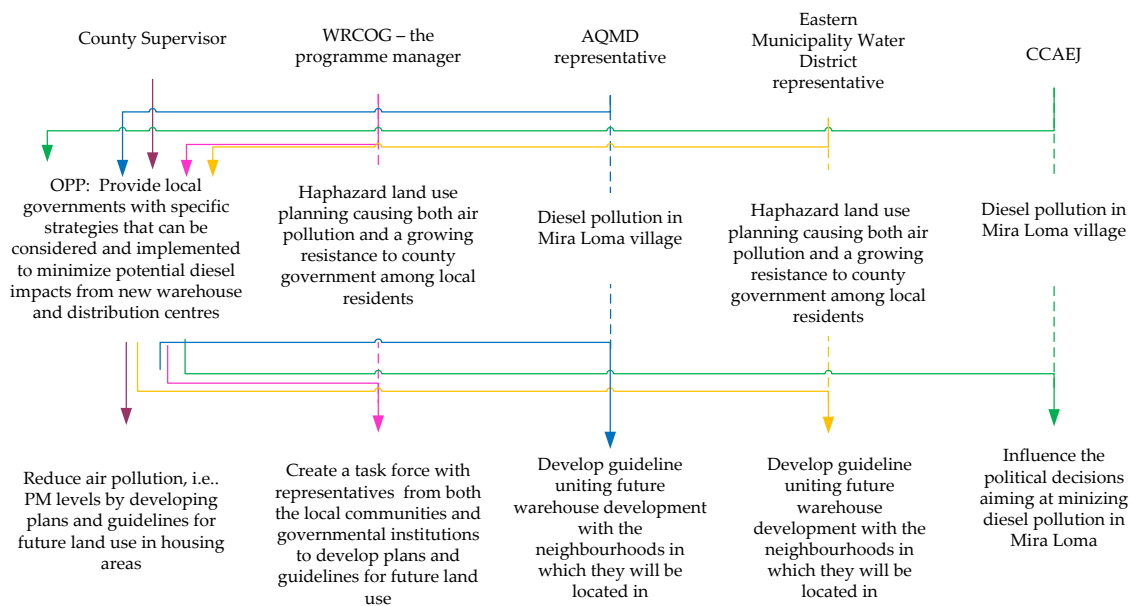 County Supervisor
WRCOG – the
programme manager
AQMD
representative
Eastern
Municipality Water
District
representative
CCAEJ
OPP:  Provide local
governments with specific
strategies that can be
considered and implemented
to minimize potential diesel
impacts from new warehouse
and distribution centres
Haphazard land use
planning causing both air
pollution and a growing
resistance to county
government among local
residents
Diesel pollution in
Mira Loma village
Haphazard land use
planning causing both air
pollution and a growing
resistance to county
government among local
residents
Diesel pollution in
Mira Loma village
Reduce air pollution, i.e..
PM levels by developing
plans and guidelines for
future land use in housing
areas
Create a task force with
representatives  from both
the local communities and
governmental institutions
to develop plans and
guidelines for future land
use
Develop guideline
uniting future
warehouse development
with the
neighbourhoods in
which they will be
located in
Develop guideline
uniting future
warehouse
development with the
neighbourhoods in
which they will be
located in
Influence the
political decisions
aiming at minizing
diesel pollution in
Mira Loma